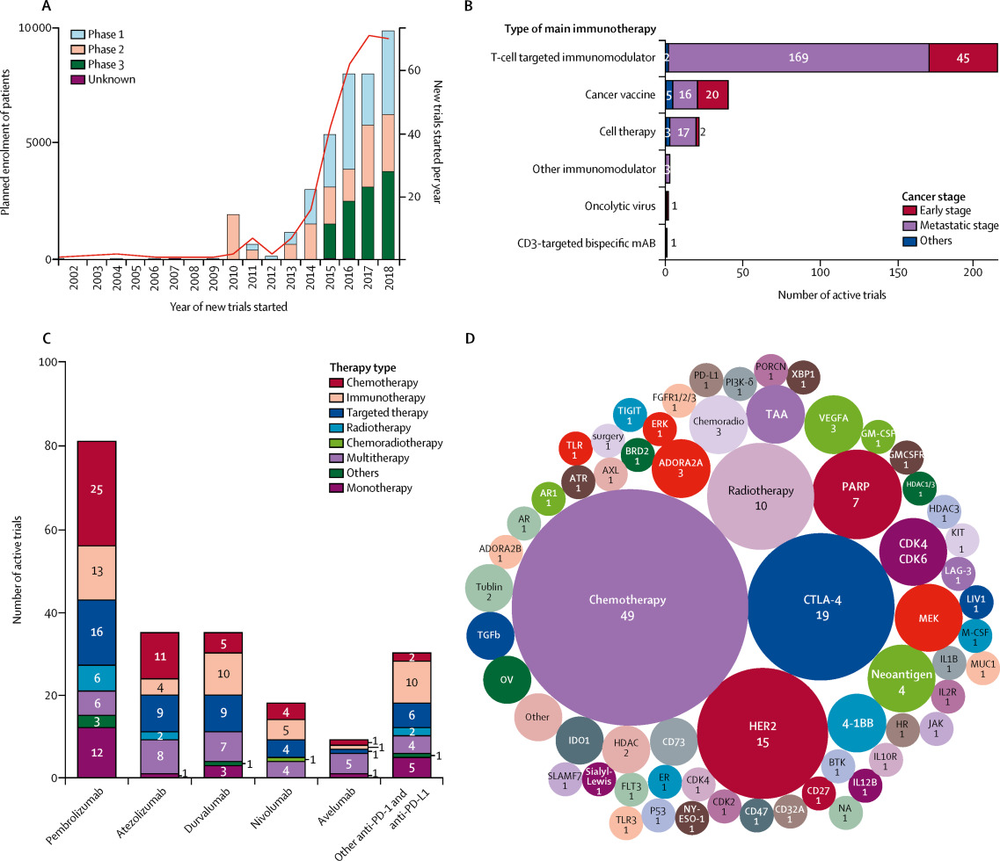 A
10000
5000
0
Planned enrolment of patients
Phase 1
Phase 2
Phase 3
Unknown
60
40
20
New trials started per year
2002
2003
2004
2005
2006
2007
2008
2009
2010
2011
2012
2013
2014
2015
2016
2017
2018
Year of new trials started
B
Type of main immunotherapy
T-cell targeted immunomodulator
2
169
45
Cancer vaccine
5
16
20
Cell therapy
3
17
2
Other immunomodulator
3
Oncolytic virus
1
CD3-targeted bispecific mAB
1
Cancer stage
Early stage
Metastatic stage
Others
0
50
100
150
200
Number of active trials
C
100
80
60
40
20
0
Number of active trials
Therapy type
Chemotherapy
Immunotherapy
Targeted therapy
Radiotherapy
Chemoradiotherapy
Multitherapy
Others
Monotherapy
25
13
16
6
6
3
12
11
4
9
2
8
1
5
10
9
7
1
3
4
5
4
1
4
1
1
1
5
1
2
10
6
2
4
1
5
Pembrolizumab
Atezolizumab
Durvalumab
Nivolumab
Avelumab
Other anti-PD-1 and
anti-PD-L1
D
PORCN
1
XBP1
1
PD-L1
1
PI3K-δ
1
FGFR1/2/3
1
TIGIT
1
Chemoradio
3
TAA
VEGFA
3
ERK
1
surgery
1
GM-CSF
1
TLR
1
BRD2
1
ADORA2A
3
GMCSFR
1
ATR
1
AXL
1
Radiotherapy
10
PARP
7
HDAC1/3
1
AR1
1
HDAC3
1
AR
1
KIT
1
ADORA2B
1
CDK4
CDK6
LAG-3
1
Tublin
2
Chemotherapy
49
CTLA-4
19
LIV1
1
MEK
TGFb
M-CSF
1
IL1B
1
MUC1
1
OV
Neoantigen
4
IL2R
1
Other
HER2
15
4-1BB
HR
1
JAK
1
IDO1
HDAC
2
CD73
IL10R
1
BTK
1
SLAMF7
1
Sialyl-
Lewis
1
FLT3
1
ER
1
CDK4
1
IL12B
1
CD27
1
CDK2
1
TLR3
1
P53
1
NY-
ESO-1
1
CD47
1
CD32A
1
NA
1